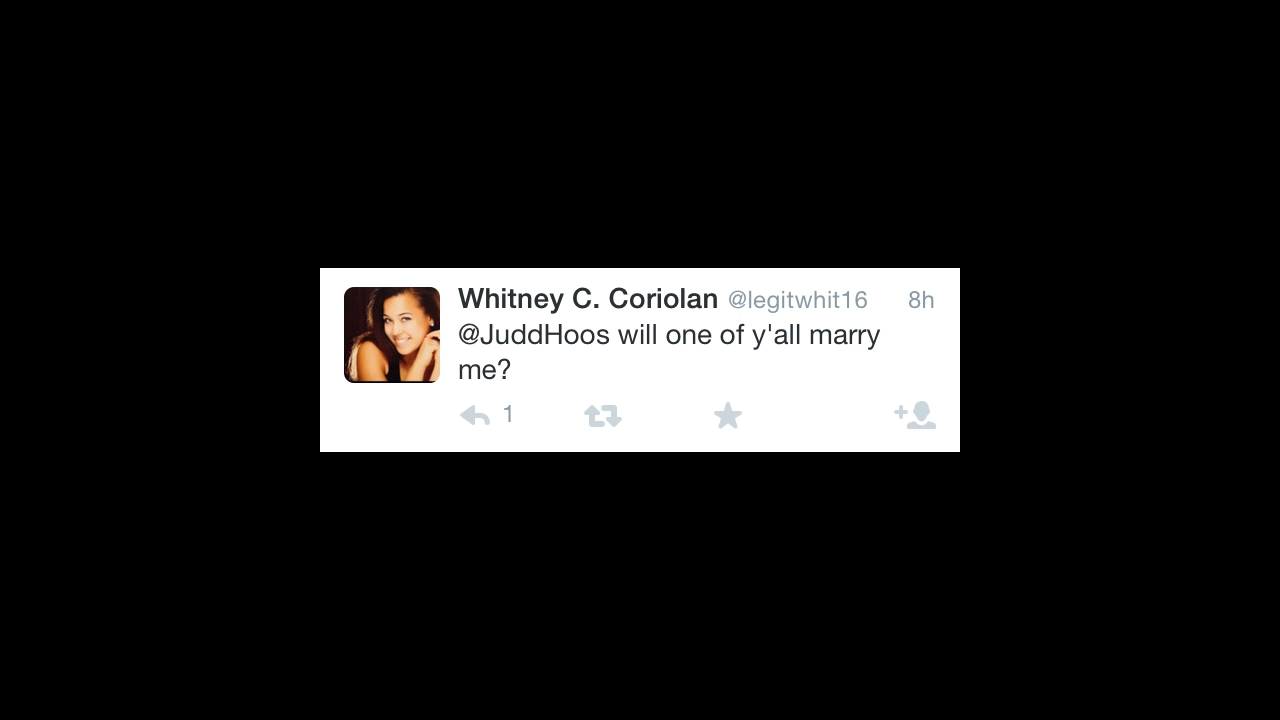 Whitney C. Coriolan @legitwhit16 8h
@JuddHoos will one of y'all marry
me?
1